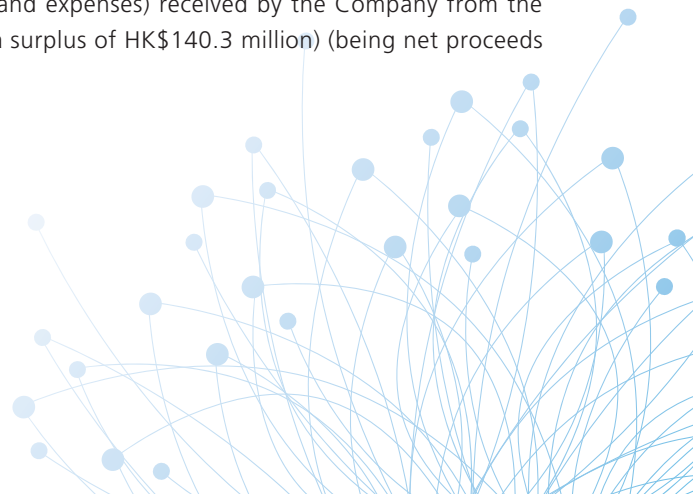 and expenses) received by the Company from the
surplus of HK$140.3 million) (being net proceeds